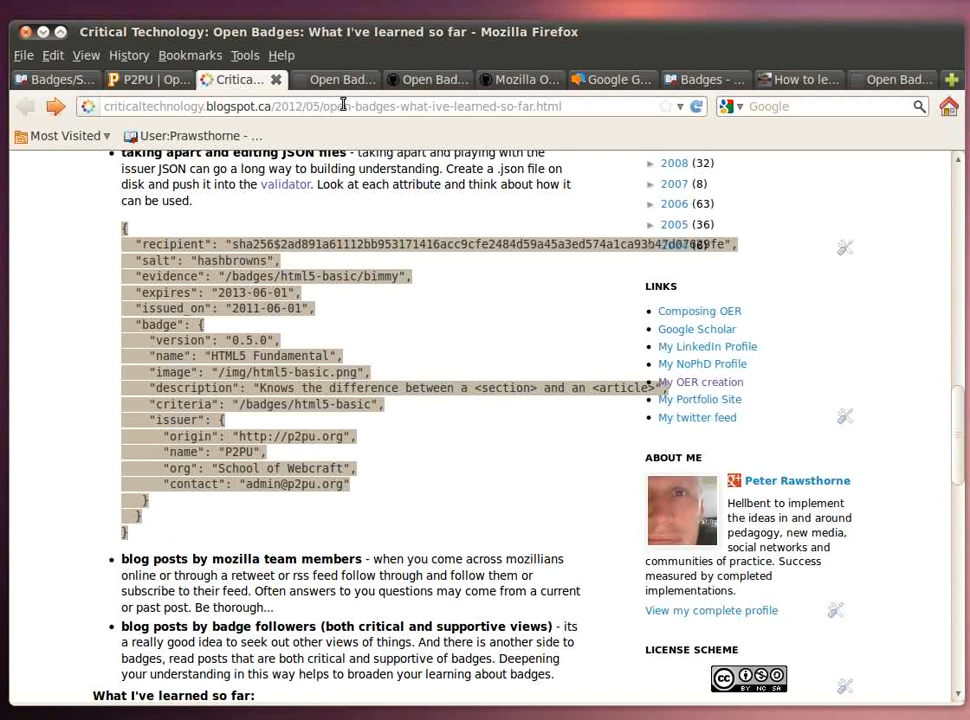 Critical Technology: Open Badges: What I've learned so far - Mozilla Firefox
File Edit View History Bookmarks Tools Help
Badges/S... P2PU | Op... Critica... Open Bad... Open Bad... Mozilla O... Google G... Badges - ... How to le... Open Bad...
criticaltechnology.blogspot.ca/2012/05/open-badges-what-ive-learned-so-far.html
Google
Most Visited User:Prawsthorne - ...
taking apart and editing JSON files - taking apart and playing with the
issuer JSON can go a long way to building understanding. Create a .json file on
disk and push it into the validator. Look at each attribute and think about how it
can be used.
{
"recipient": "sha256$2ad891a61112bb953171416acc9cfe2484d59a45a3ed574a1ca93b47d07629fe",
"salt": "hashbrowns",
"evidence": "/badges/html5-basic/bimmy",
"expires": "2013-06-01",
"issued_on": "2011-06-01",
"badge": {
"version": "0.5.0",
"name": "HTML5 Fundamental",
"image": "/img/html5-basic.png",
"description": "Knows the difference between a <section> and an <article>",
"criteria": "/badges/html5-basic",
"issuer": {
"origin": "http://p2pu.org",
"name": "P2PU",
"org": "School of Webcraft",
"contact": "admin@p2pu.org"
}
}
}
blog posts by mozilla team members - when you come across mozillians
online or through a retweet or rss feed follow through and follow them or
subscribe to their feed. Often answers to you questions may come from a current
or past post. Be thorough...
blog posts by badge followers (both critical and supportive views) - its
a really good idea to seek out other views of things. And there is another side to
badges, read posts that are both critical and supportive of badges. Deepening
your understanding in this way helps to broaden your learning about badges.
What I've learned so far:
2008 (32)
2007 (8)
2006 (63)
2005 (36)
(6)
LINKS
Composing OER
Google Scholar
My LinkedIn Profile
My NoPhD Profile
My OER creation
My Portfolio Site
My twitter feed
ABOUT ME
Peter Rawsthorne
Hellbent to implement
the ideas in and around
pedagogy, new media,
social networks and
communities of practice. Success
measured by completed
implementations.
View my complete profile
LICENSE SCHEME
cc
BY NC SA